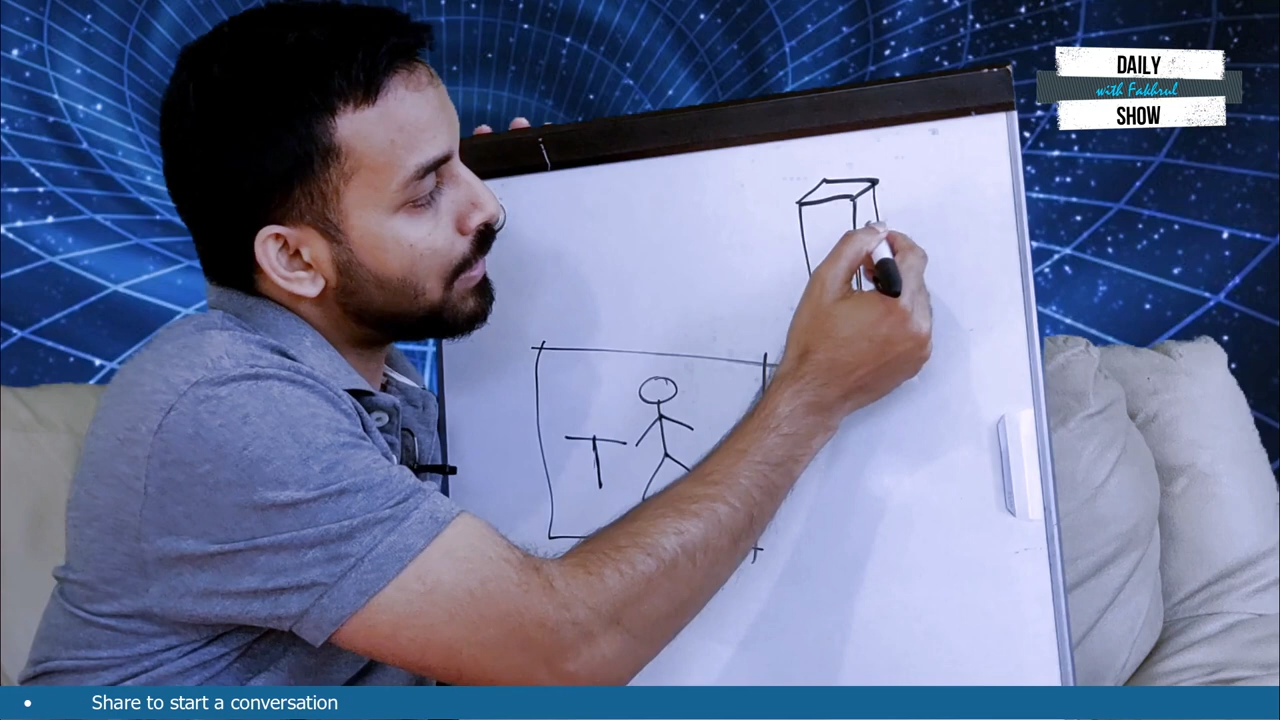 DAILY
with Fakhrul
SHOW
T
• Share to start a conversation